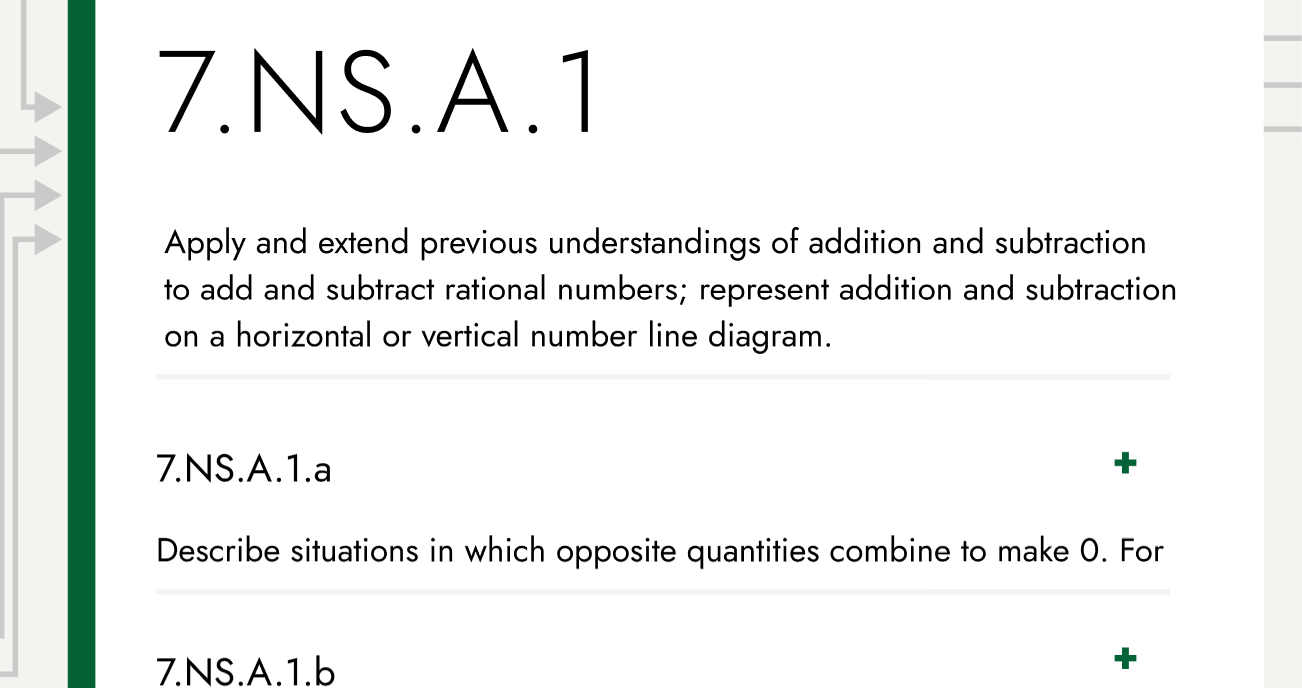 7.NS.A.1
Apply and extend previous understandings of addition and subtraction
to add and subtract rational numbers; represent addition and subtraction
on a horizontal or vertical number line diagram.
7.NS.A.1.a
Describe situations in which opposite quantities combine to make 0. For
7.NS.A.1.b